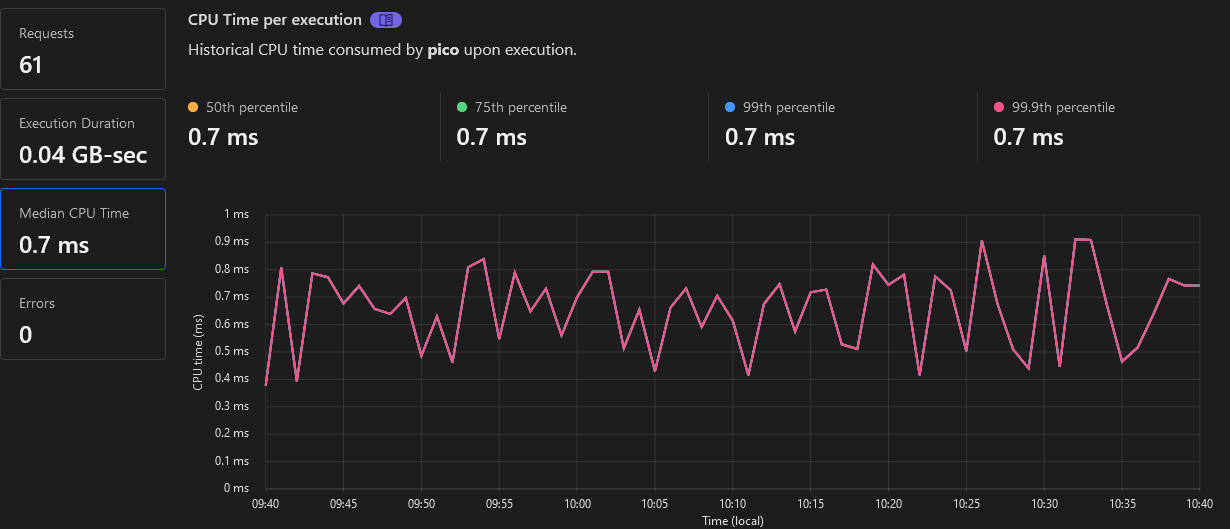 Requests
61
Execution Duration
0.04 GB-sec
Median CPU Time
0.7 ms
Errors
0
CPU Time per execution
Historical CPU time consumed by pico upon execution.
50th percentile
0.7 ms
75th percentile
0.7 ms
99th percentile
0.7 ms
99.9th percentile
0.7 ms
CPU time (ms)
1 ms
0.9 ms
0.8 ms
0.7 ms
0.6 ms
0.5 ms
0.4 ms
0.3 ms
0.2 ms
0.1 ms
0 ms
09:40 09:45 09:50 09:55 10:00 10:05 10:10 10:15 10:20 10:25 10:30 10:35 10:40
Time (local)